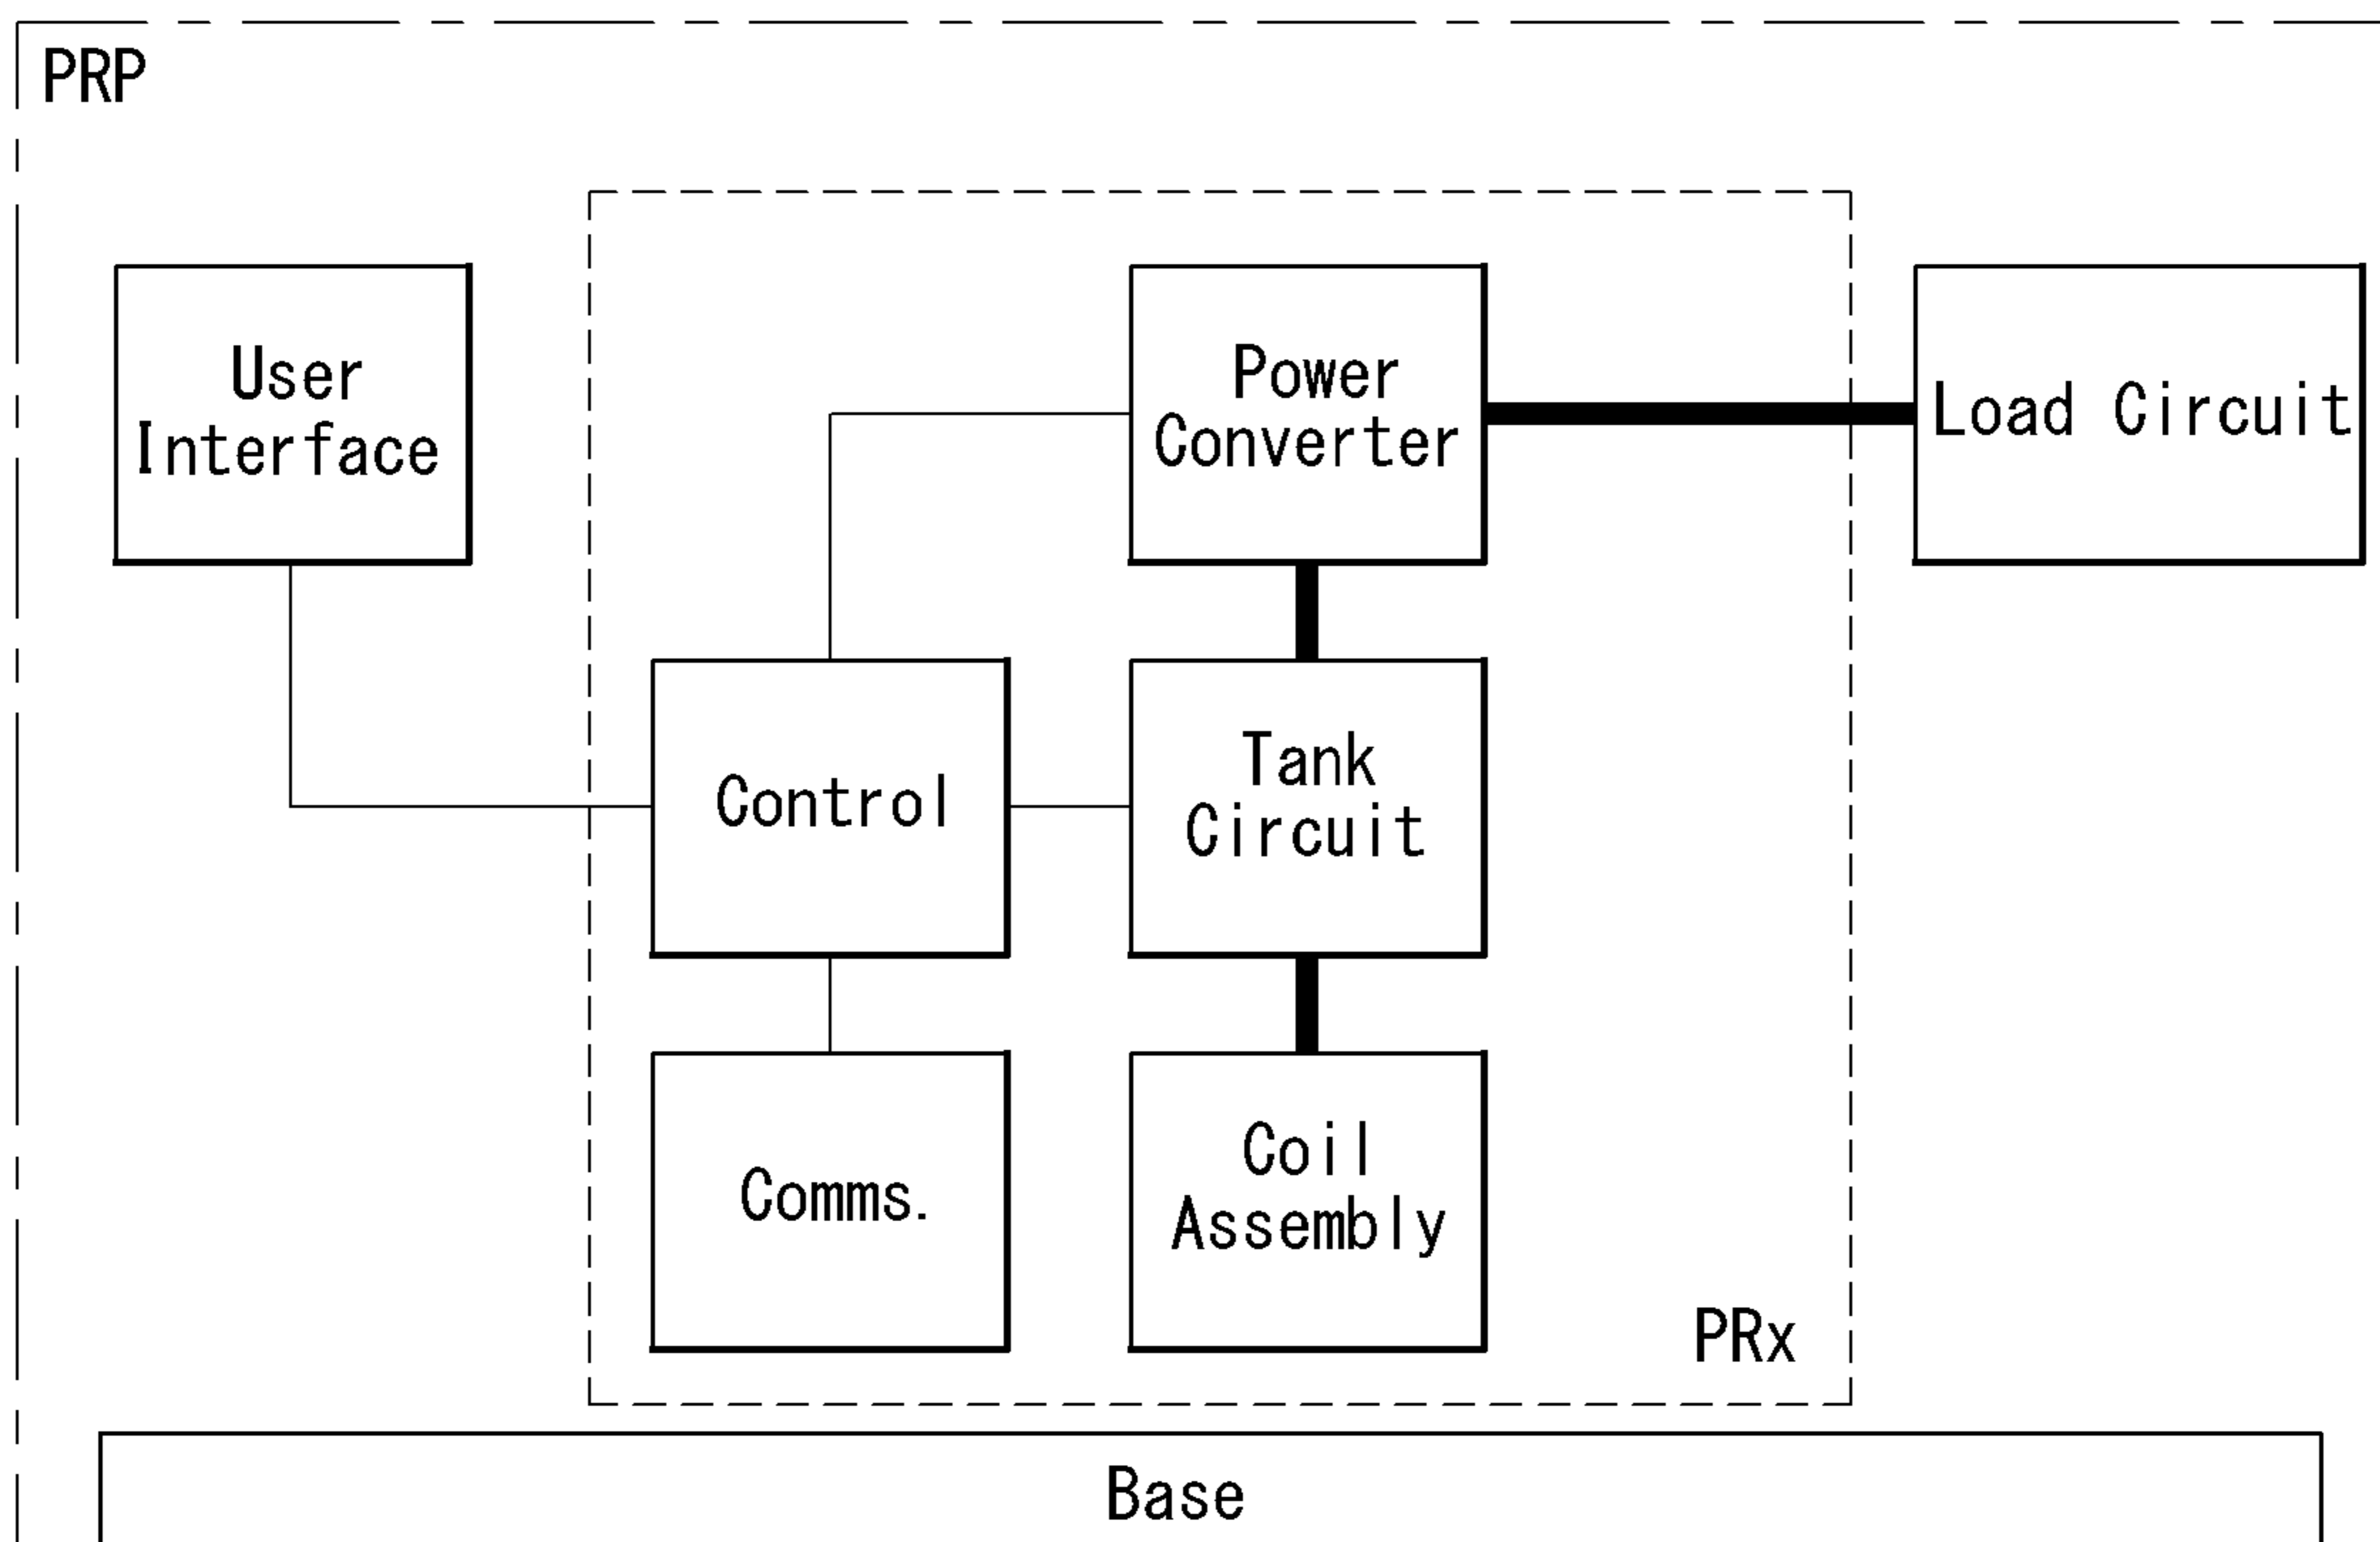 PRP
User
Interface
Power
Converter
Load Circuit
Control
Tank
Circuit
Comms.
Coil
Assembly
PRx
Base